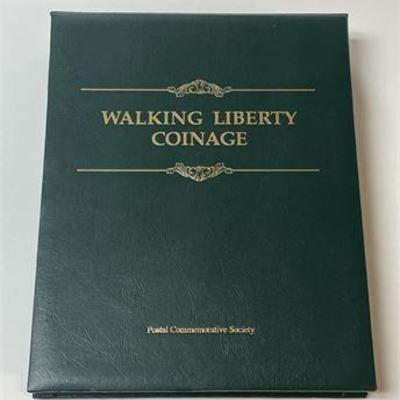 WALKING LIBERTY
COINAGE
Postal Commemorative Society